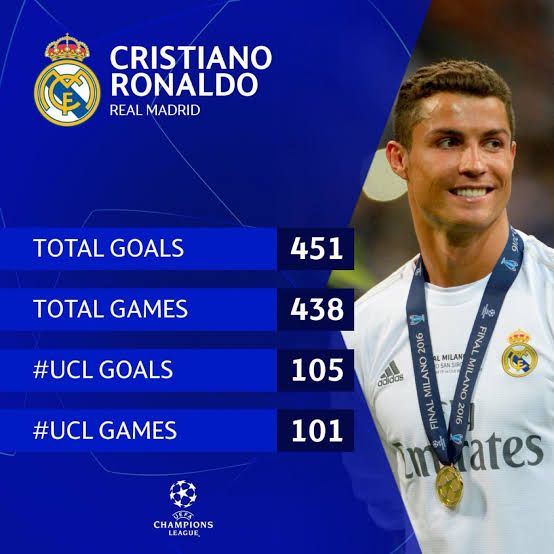 CRISTIANO
RONALDO
REAL MADRID
TOTAL GOALS 451
TOTAL GAMES 438
#UCL GOALS 105
#UCL GAMES 101
UEFA
CHAMPIONS
LEAGUE
FINAL MILANO 2016
FINAL MILANO 2016
adidas